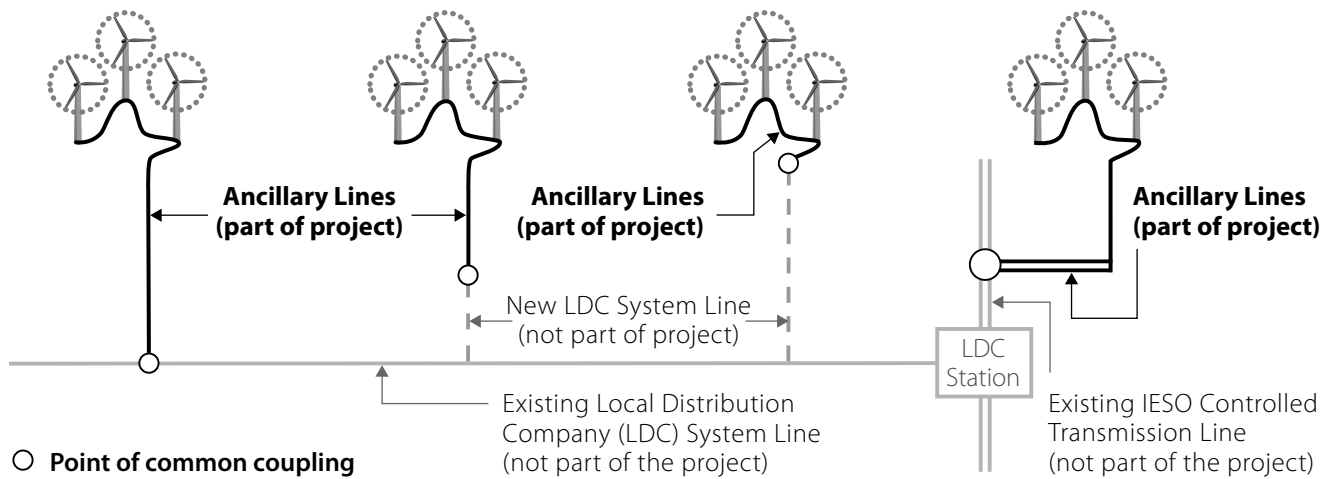 Ancillary Lines
(part of project)
Ancillary Lines
(part of project)
Ancillary Lines
(part of project)
New LDC System Line
(not part of project)
LDC
Station
Existing Local Distribution
Company (LDC) System Line
(not part of the project)
Existing IESO Controlled
Transmission Line
(not part of the project)
Point of common coupling